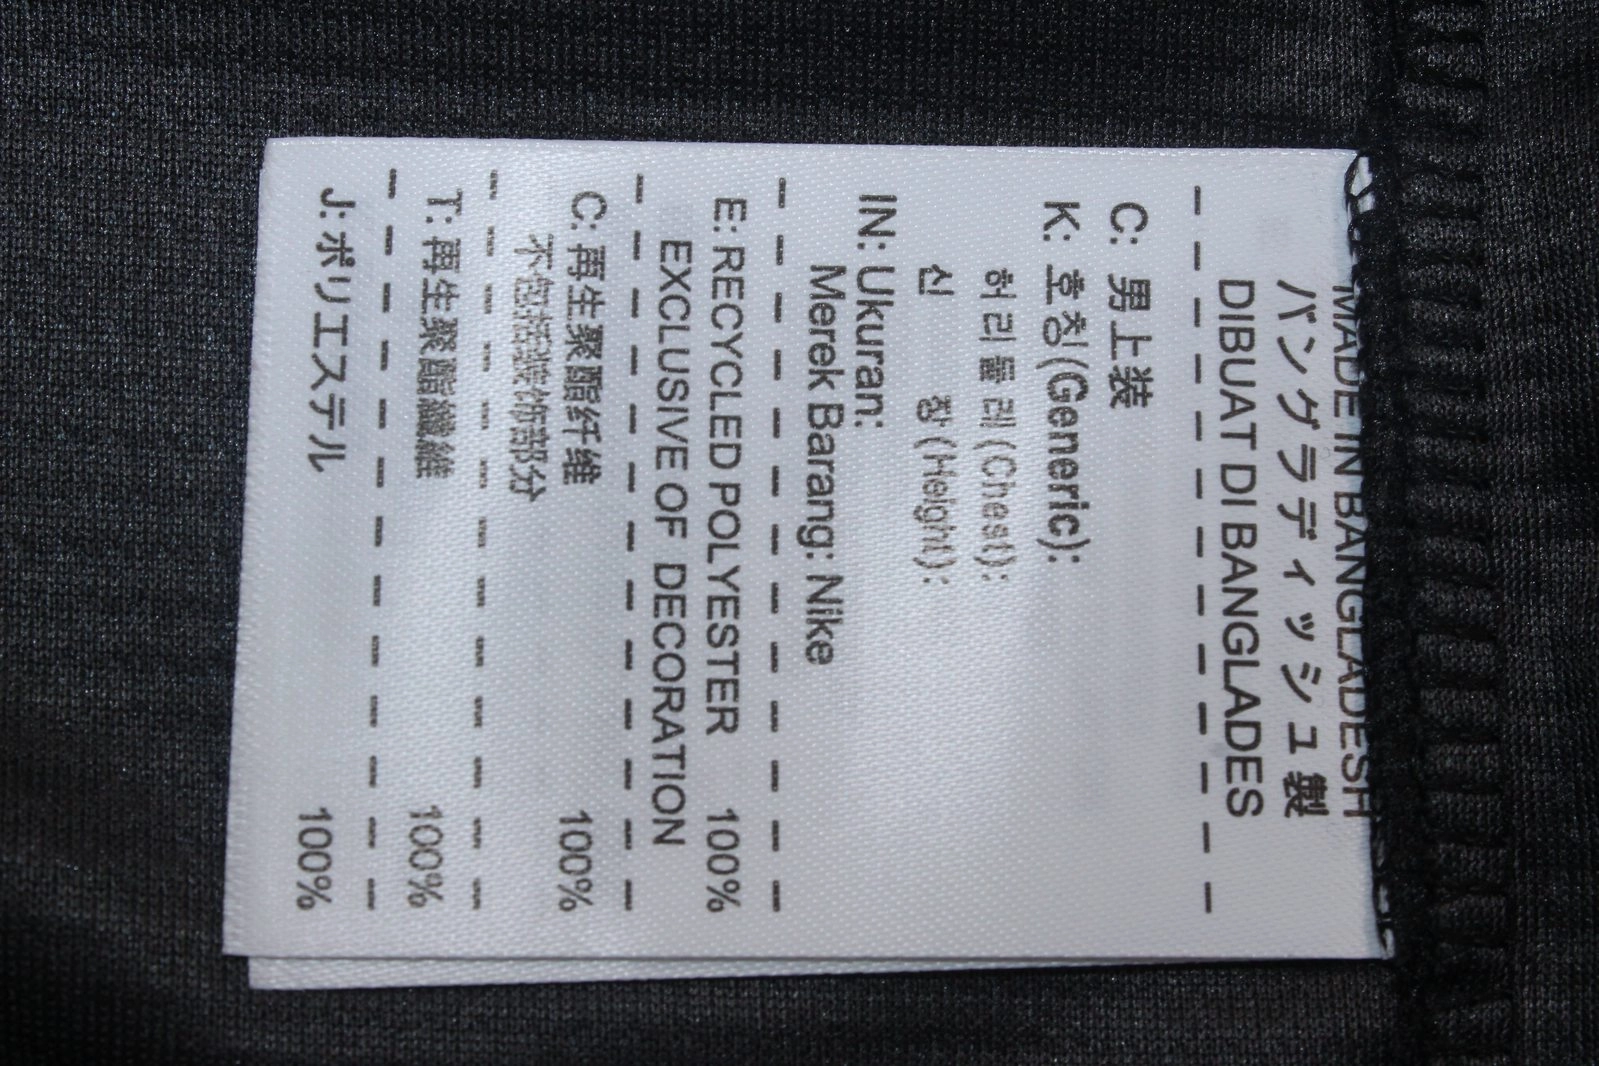 MADE IN BANGLADESH
バングラディッシュ製
DIBUAT DI BANGLADES
C: 男上装
K: 호칭(Generic):
허리둘레(Chest):
신 장(Height):
IN: Ukuran:
Merek Barang: Nike
E: RECYCLED POLYESTER 100%
EXCLUSIVE OF DECORATION
C: 再生聚酯纤维 100%
不包括装饰部分
T: 再生聚酯纖維 100%
J: ポリエステル 100%